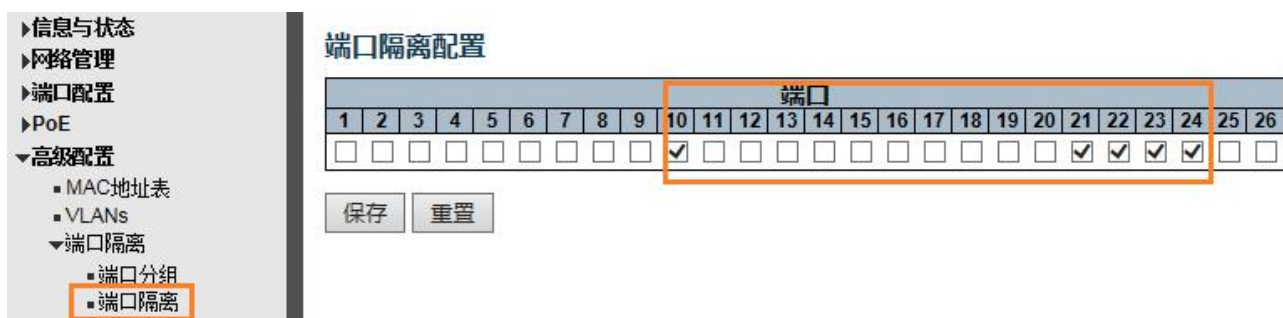 信息与状态
网络管理
端口配置
PoE
高级配置
MAC地址表
VLANs
端口隔离
端口分组
端口隔离
端口隔离配置
端口
1 2 3 4 5 6 7 8 9 10 11 12 13 14 15 16 17 18 19 20 21 22 23 24 25 26
保存 重置